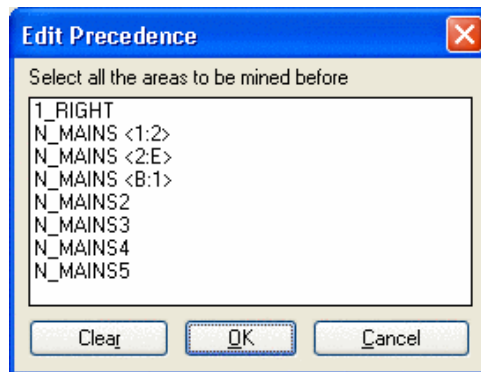 Edit Precedence
Select all the areas to be mined before
1_RIGHT
N_MAINS <1:2>
N_MAINS <2:E>
N_MAINS <B:1>
N_MAINS2
N_MAINS3
N_MAINS4
N_MAINS5
Clear OK Cancel